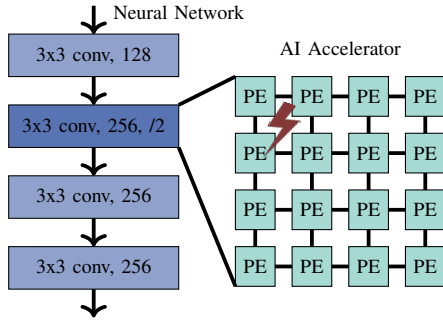 Neural Network
3x3 conv, 128
3x3 conv, 256, /2
3x3 conv, 256
3x3 conv, 256
AI Accelerator
PE PE PE PE
PE PE PE PE
PE PE PE PE
PE PE PE PE